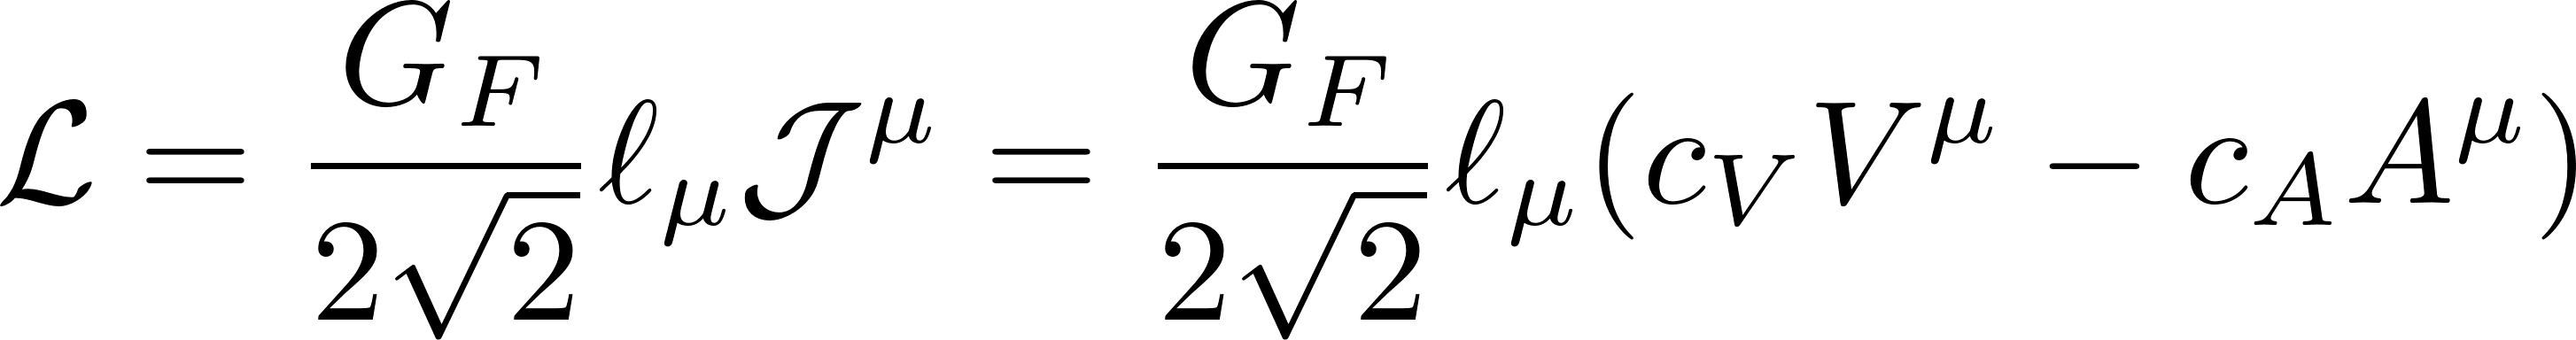 \mathcal{L} = \frac{G_F}{2\sqrt{2}} \ell_\mu \mathcal{J}^\mu = \frac{G_F}{2\sqrt{2}} \ell_\mu (c_V V^\mu - c_A A^\mu)